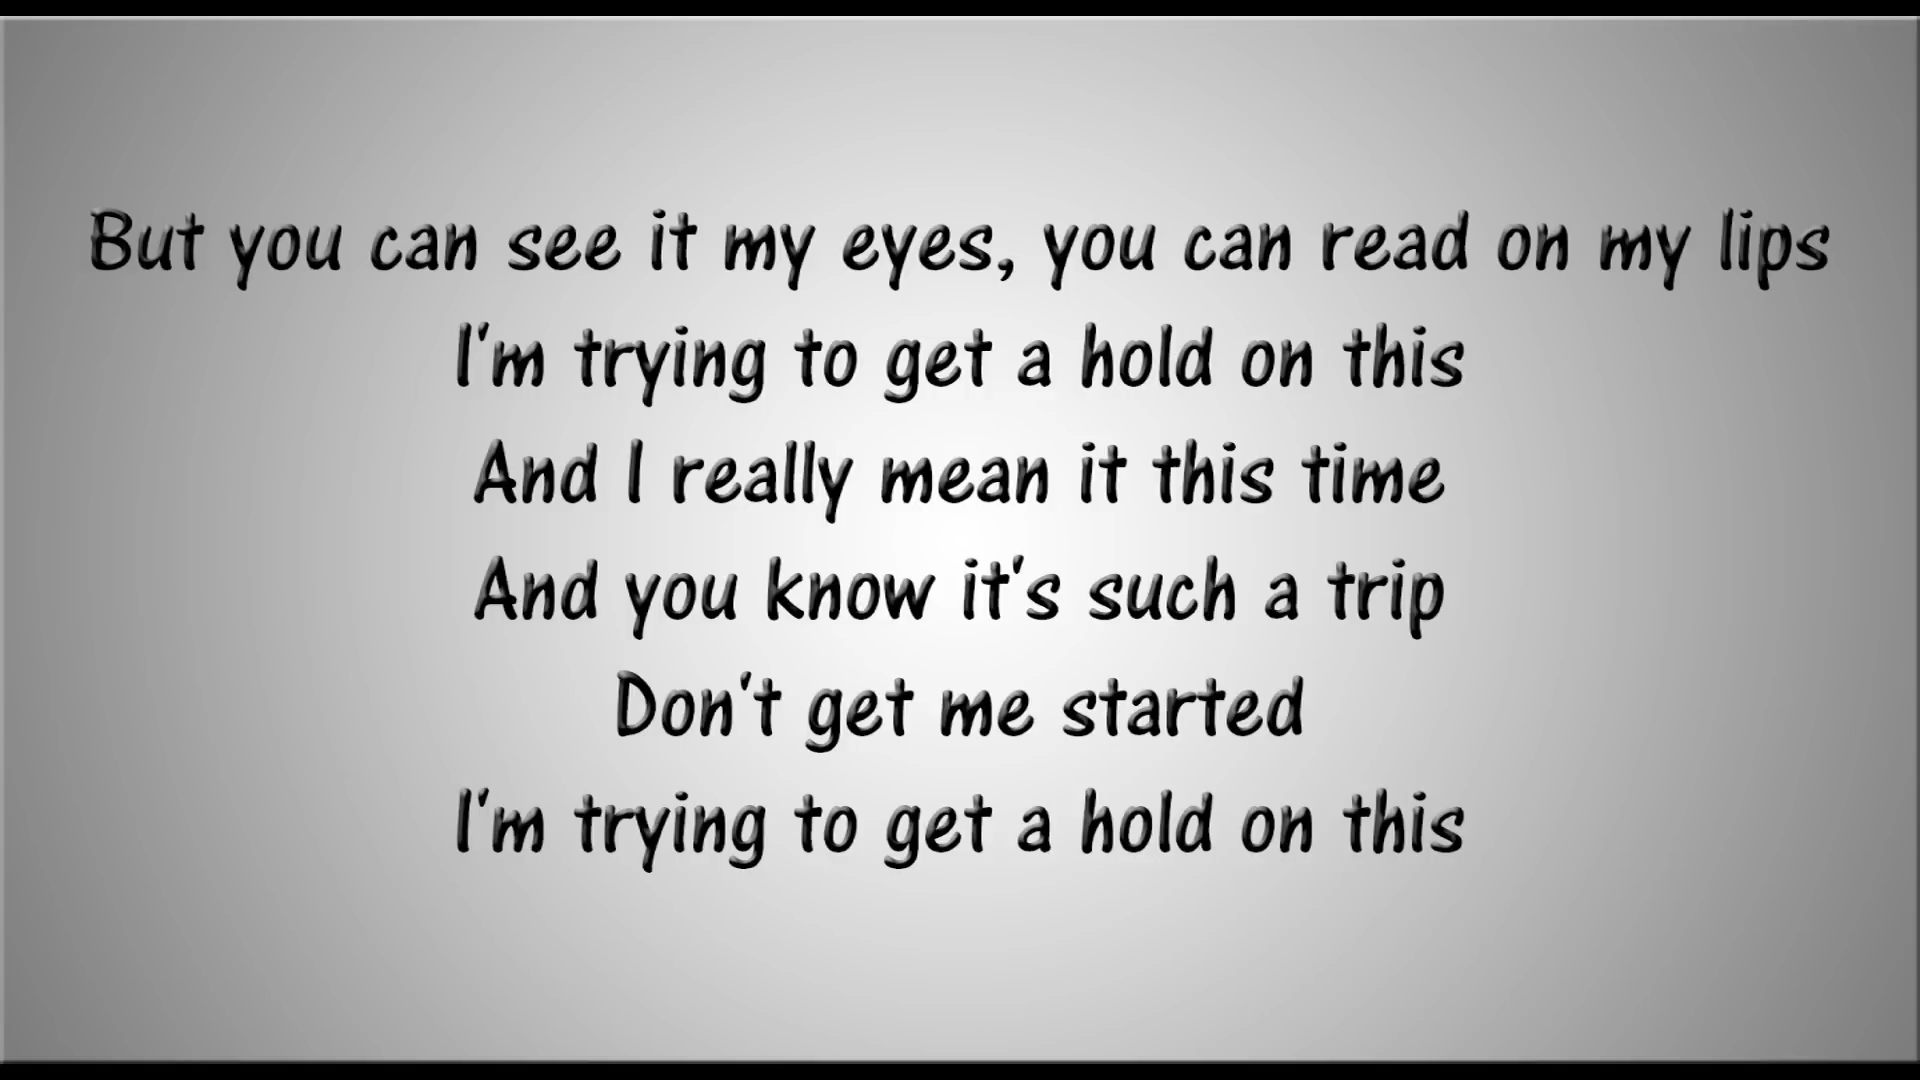 But you can see it my eyes, you can read on my lips
I'm trying to get a hold on this
And I really mean it this time
And you know it's such a trip
Don't get me started
I'm trying to get a hold on this